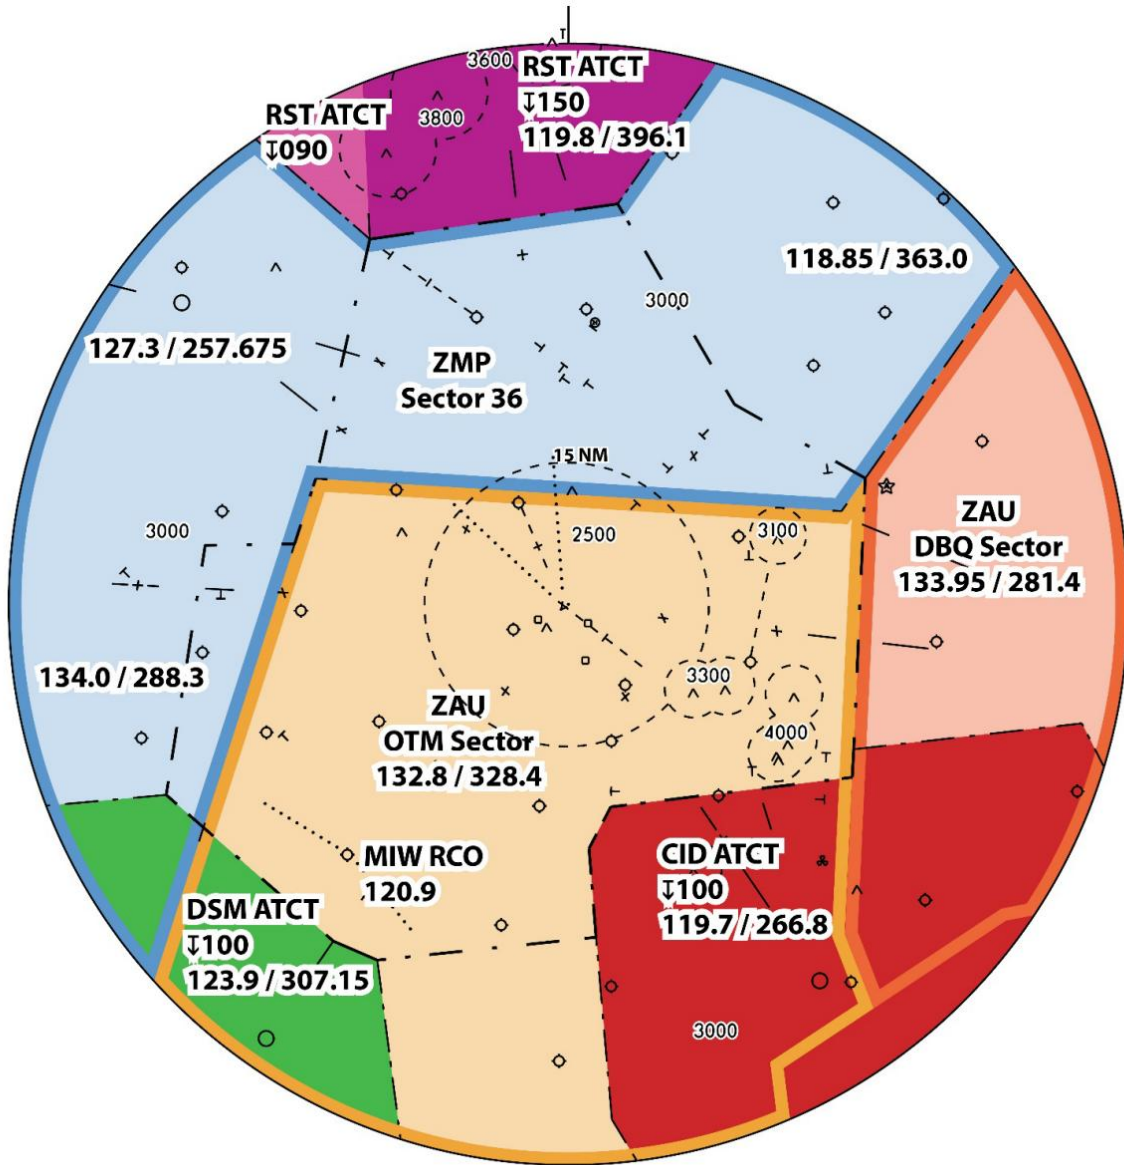 3600
RST ATCT
↧150
119.8 / 396.1
RST ATCT
↧090
3800
118.85 / 363.0
3000
127.3 / 257.675
ZMP
Sector 36
15 NM
3000
2500
3100
ZAU
DBQ Sector
133.95 / 281.4
134.0 / 288.3
3300
ZAU
OTM Sector
132.8 / 328.4
4000
MIW RCO
120.9
CID ATCT
↧100
119.7 / 266.8
DSM ATCT
↧100
123.9 / 307.15
3000